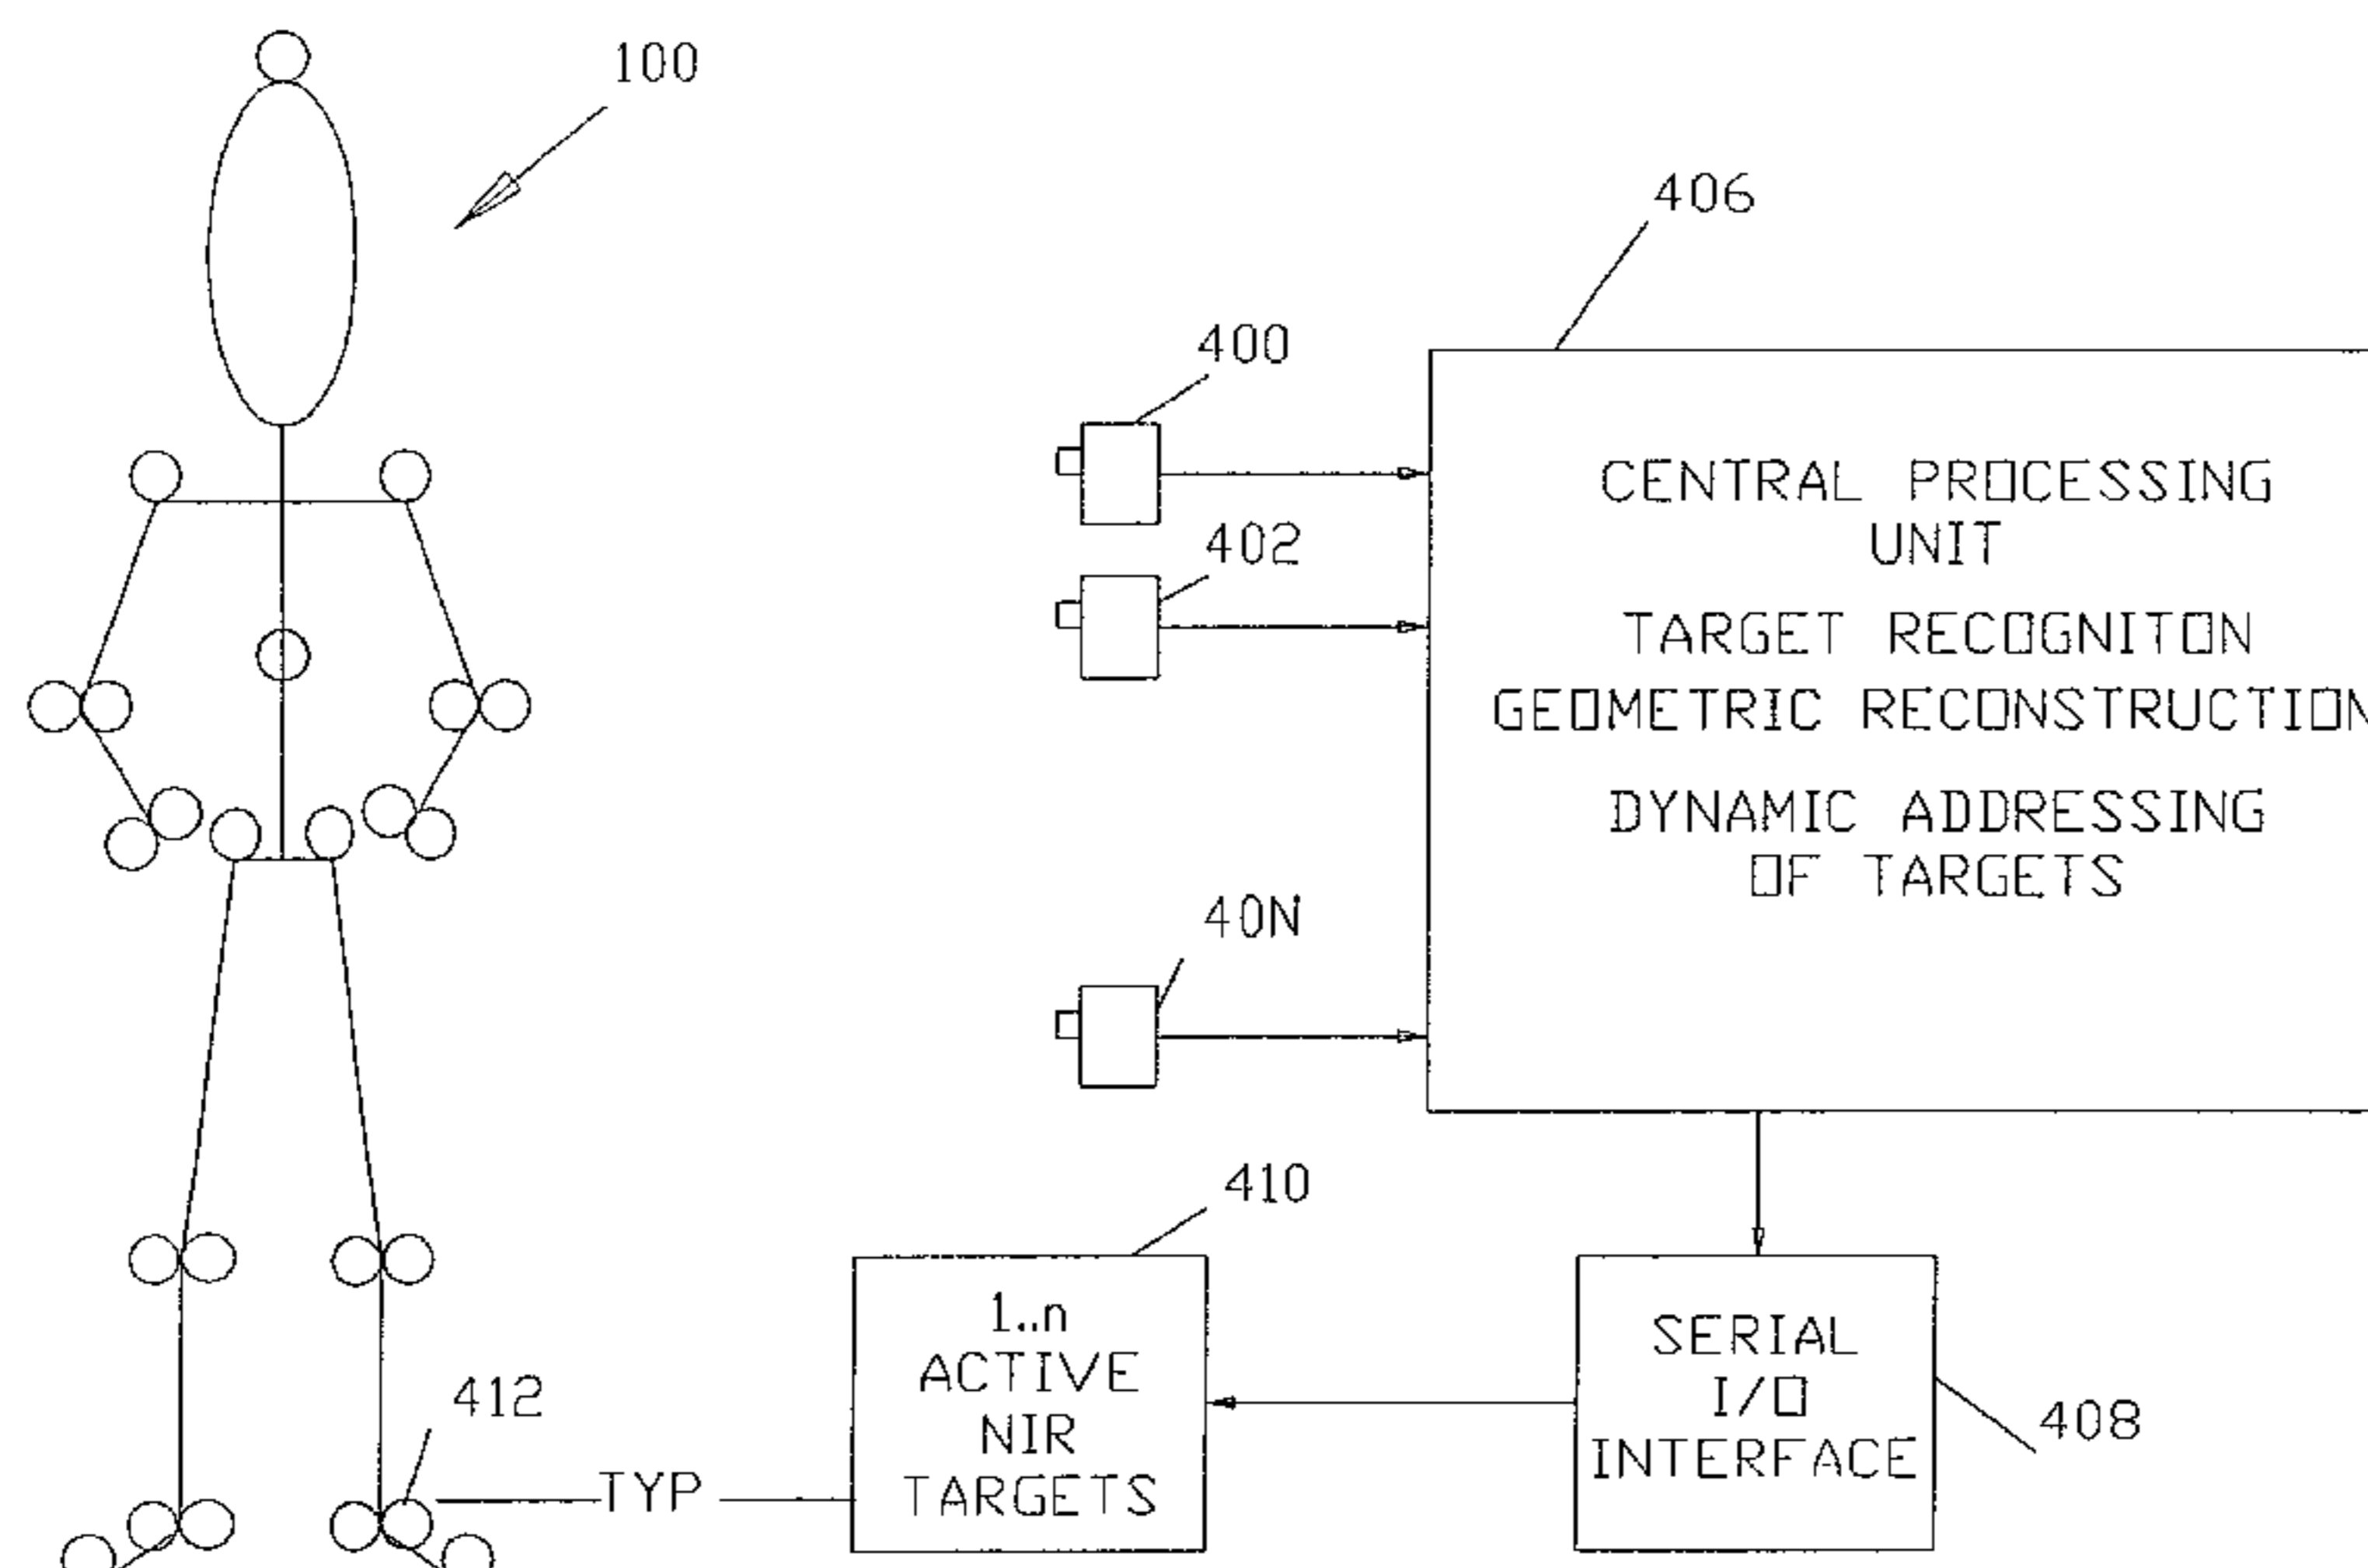 100
406
400
402
CENTRAL PROCESSING
UNIT
TARGET RECOGNITON
GEOMETRIC RECONSTRUCTION
DYNAMIC ADDRESSING
OF TARGETS
40N
410
1..n
ACTIVE
NIR
TARGETS
SERIAL
I/O
INTERFACE
408
412
TYP